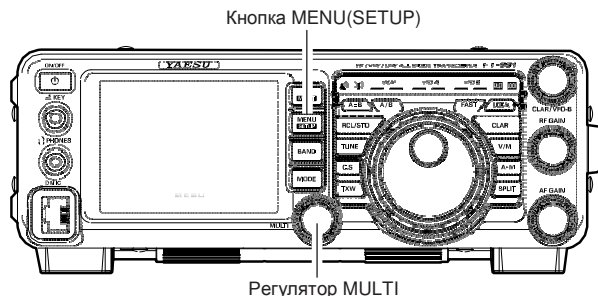 Кнопка MENU(SETUP)
ON/OFF
YAESU
KEY
PHONES
MIC
MENU
SETUP
BAND
MODE
MULTI
A=B
A/B
FAST
LOCK
RCL/STO
CLAR
TUNE
V/M
C.S
A▸M
TXW
SPLIT
CLAR/VFO-B
RF GAIN
AF GAIN
Регулятор MULTI